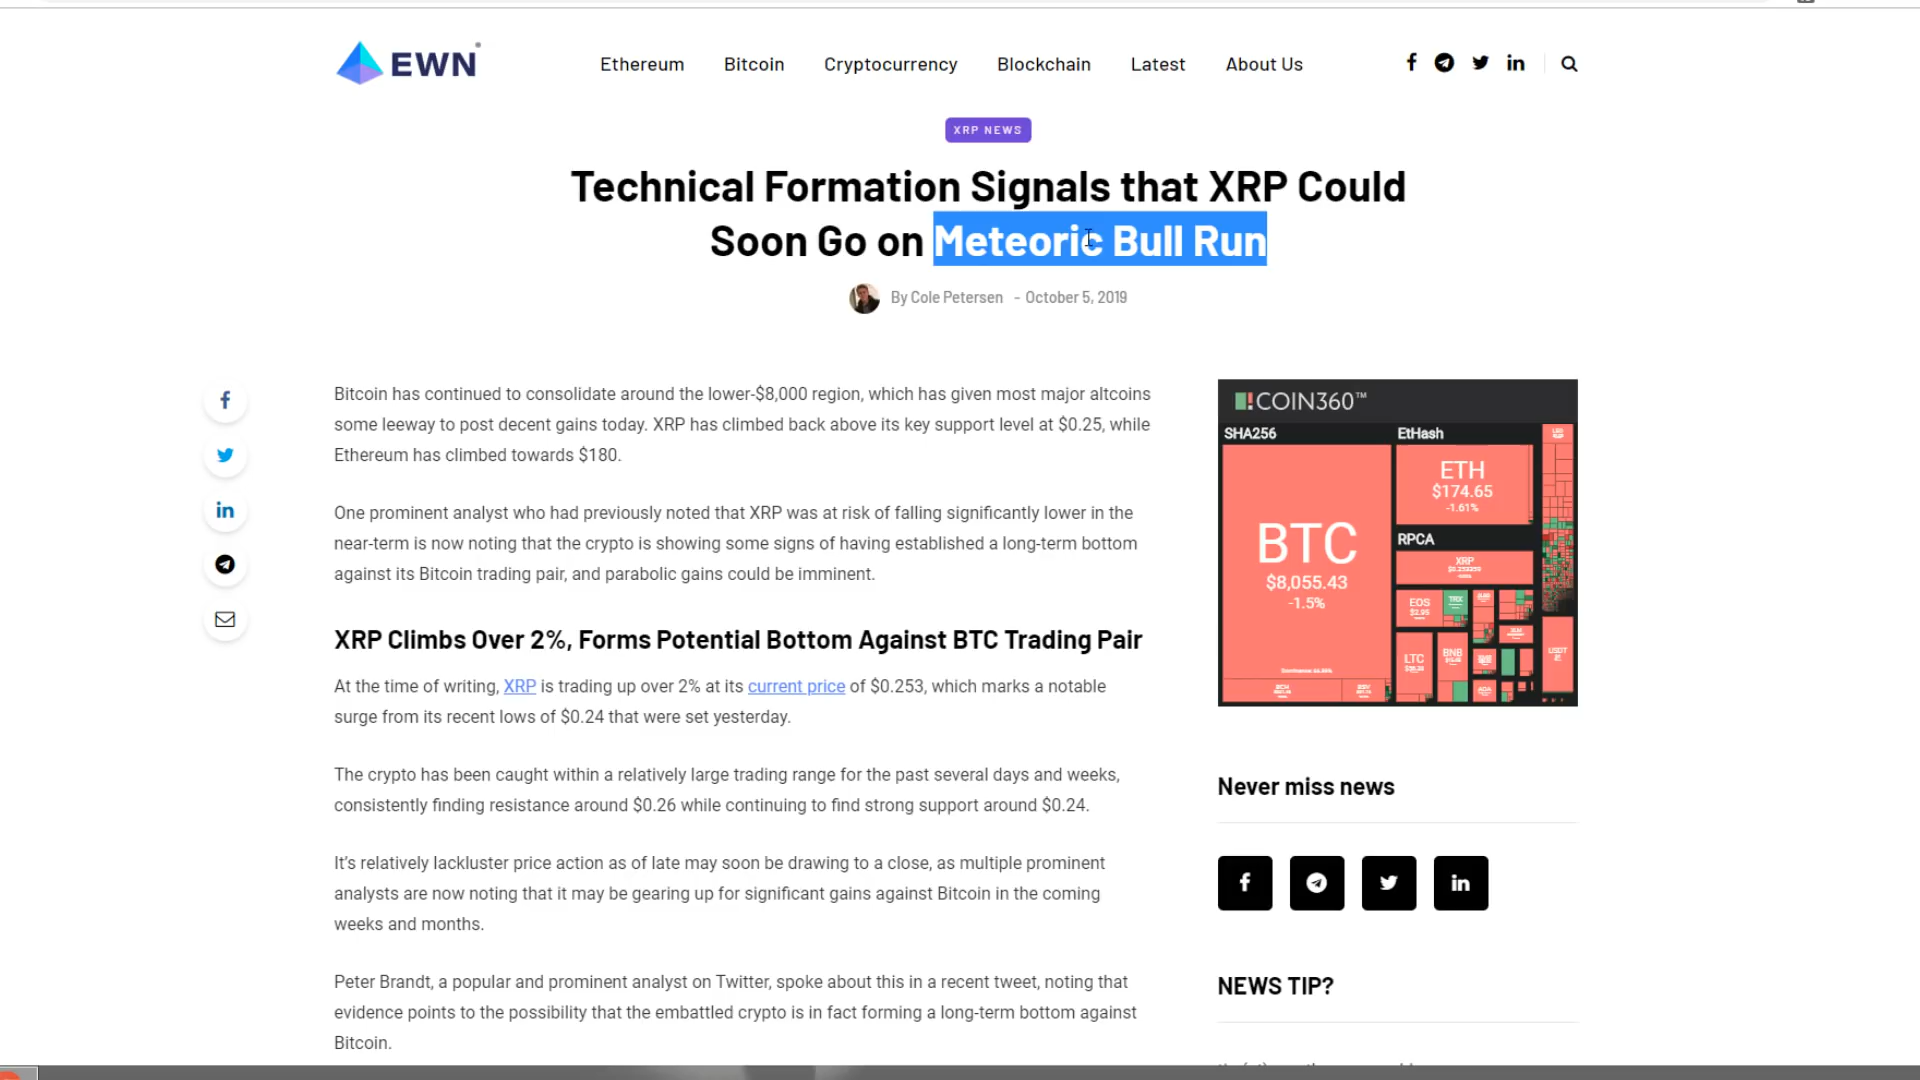 EWN
Ethereum
Bitcoin
Cryptocurrency
Blockchain
Latest
About Us
XRP NEWS
Technical Formation Signals that XRP Could
Soon Go on Meteoric Bull Run
By Cole Petersen - October 5, 2019
Bitcoin has continued to consolidate around the lower-$8,000 region, which has given most major altcoins
some leeway to post decent gains today. XRP has climbed back above its key support level at $0.25, while
Ethereum has climbed towards $180.
One prominent analyst who had previously noted that XRP was at risk of falling significantly lower in the
near-term is now noting that the crypto is showing some signs of having established a long-term bottom
against its Bitcoin trading pair, and parabolic gains could be imminent.
XRP Climbs Over 2%, Forms Potential Bottom Against BTC Trading Pair
At the time of writing, XRP is trading up over 2% at its current price of $0.253, which marks a notable
surge from its recent lows of $0.24 that were set yesterday.
The crypto has been caught within a relatively large trading range for the past several days and weeks,
consistently finding resistance around $0.26 while continuing to find strong support around $0.24.
It's relatively lackluster price action as of late may soon be drawing to a close, as multiple prominent
analysts are now noting that it may be gearing up for significant gains against Bitcoin in the coming
weeks and months.
Peter Brandt, a popular and prominent analyst on Twitter, spoke about this in a recent tweet, noting that
evidence points to the possibility that the embattled crypto is in fact forming a long-term bottom against
Bitcoin.
COIN360™
SHA256
EtHash
BTC
$8,055.43
-1.5%
ETH
$174.65
-1.61%
RPCA
XRP
EOS
TRX
LTC
BNB
ADA
USDT
Never miss news
NEWS TIP?